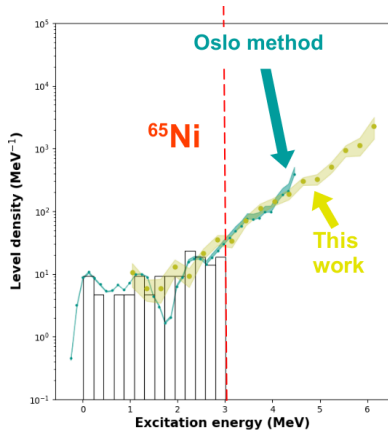 10⁵
Oslo method
10⁴
⁶⁵Ni
10³
10²
This
work
10¹
10⁰
10⁻¹
Level density (MeV⁻¹)
0 1 2 3 4 5 6
Excitation energy (MeV)